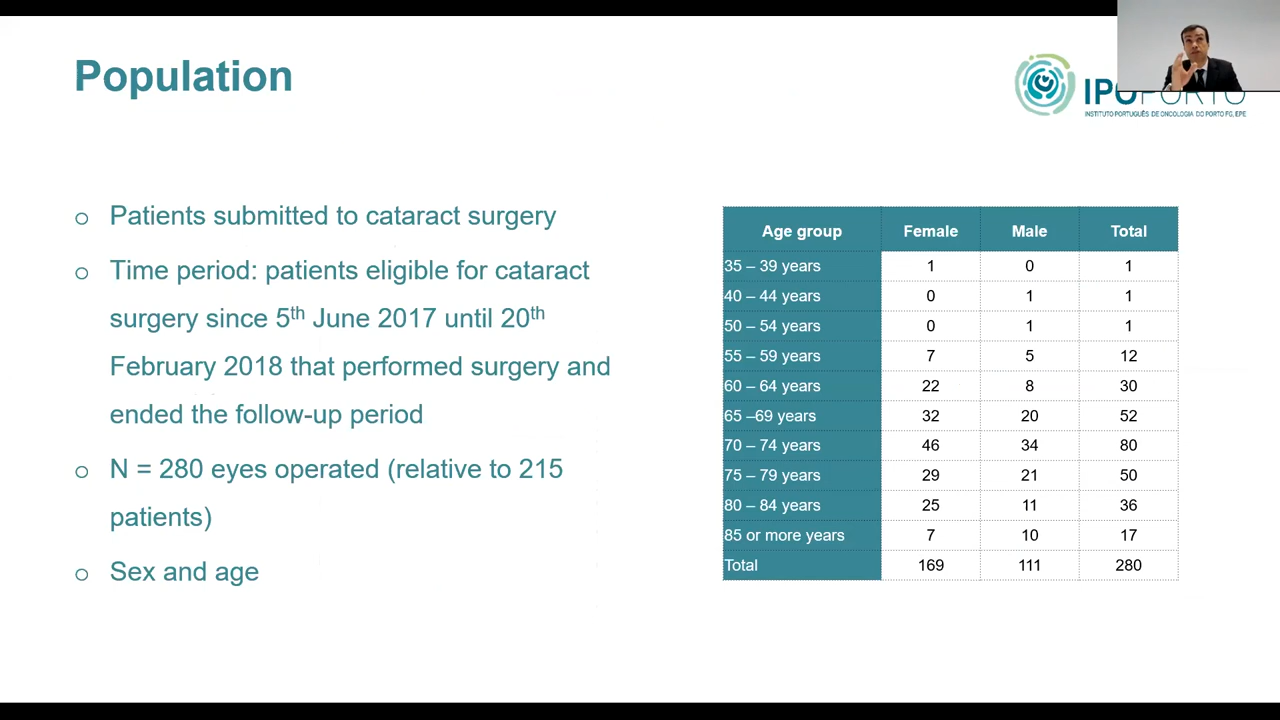 Population
IPOPORTO
INSTITUTO PORTUGUÊS DE ONCOLOGIA DO PORTO FG, EPE
o Patients submitted to cataract surgery
o Time period: patients eligible for cataract
surgery since 5th June 2017 until 20th
February 2018 that performed surgery and
ended the follow-up period
o N = 280 eyes operated (relative to 215
patients)
o Sex and age
Age group Female Male Total
35 – 39 years 1 0 1
40 – 44 years 0 1 1
50 – 54 years 0 1 1
55 – 59 years 7 5 12
60 – 64 years 22 8 30
65 –69 years 32 20 52
70 – 74 years 46 34 80
75 – 79 years 29 21 50
80 – 84 years 25 11 36
85 or more years 7 10 17
Total 169 111 280